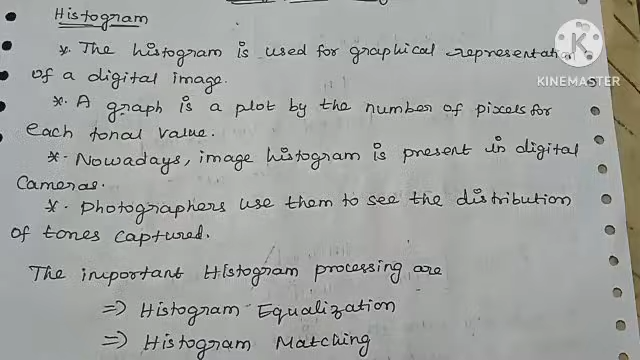 Histogram
*. The histogram is used for graphical representation
of a digital image.
*. A graph is a plot by the number of pixels for
each tonal value.
*. Nowadays, image histogram is present in digital
Cameras.
*. Photographers use them to see the distribution
of tones captured.
The important Histogram processing are
=> Histogram Equalization
=> Histogram Matching
KINEMASTER